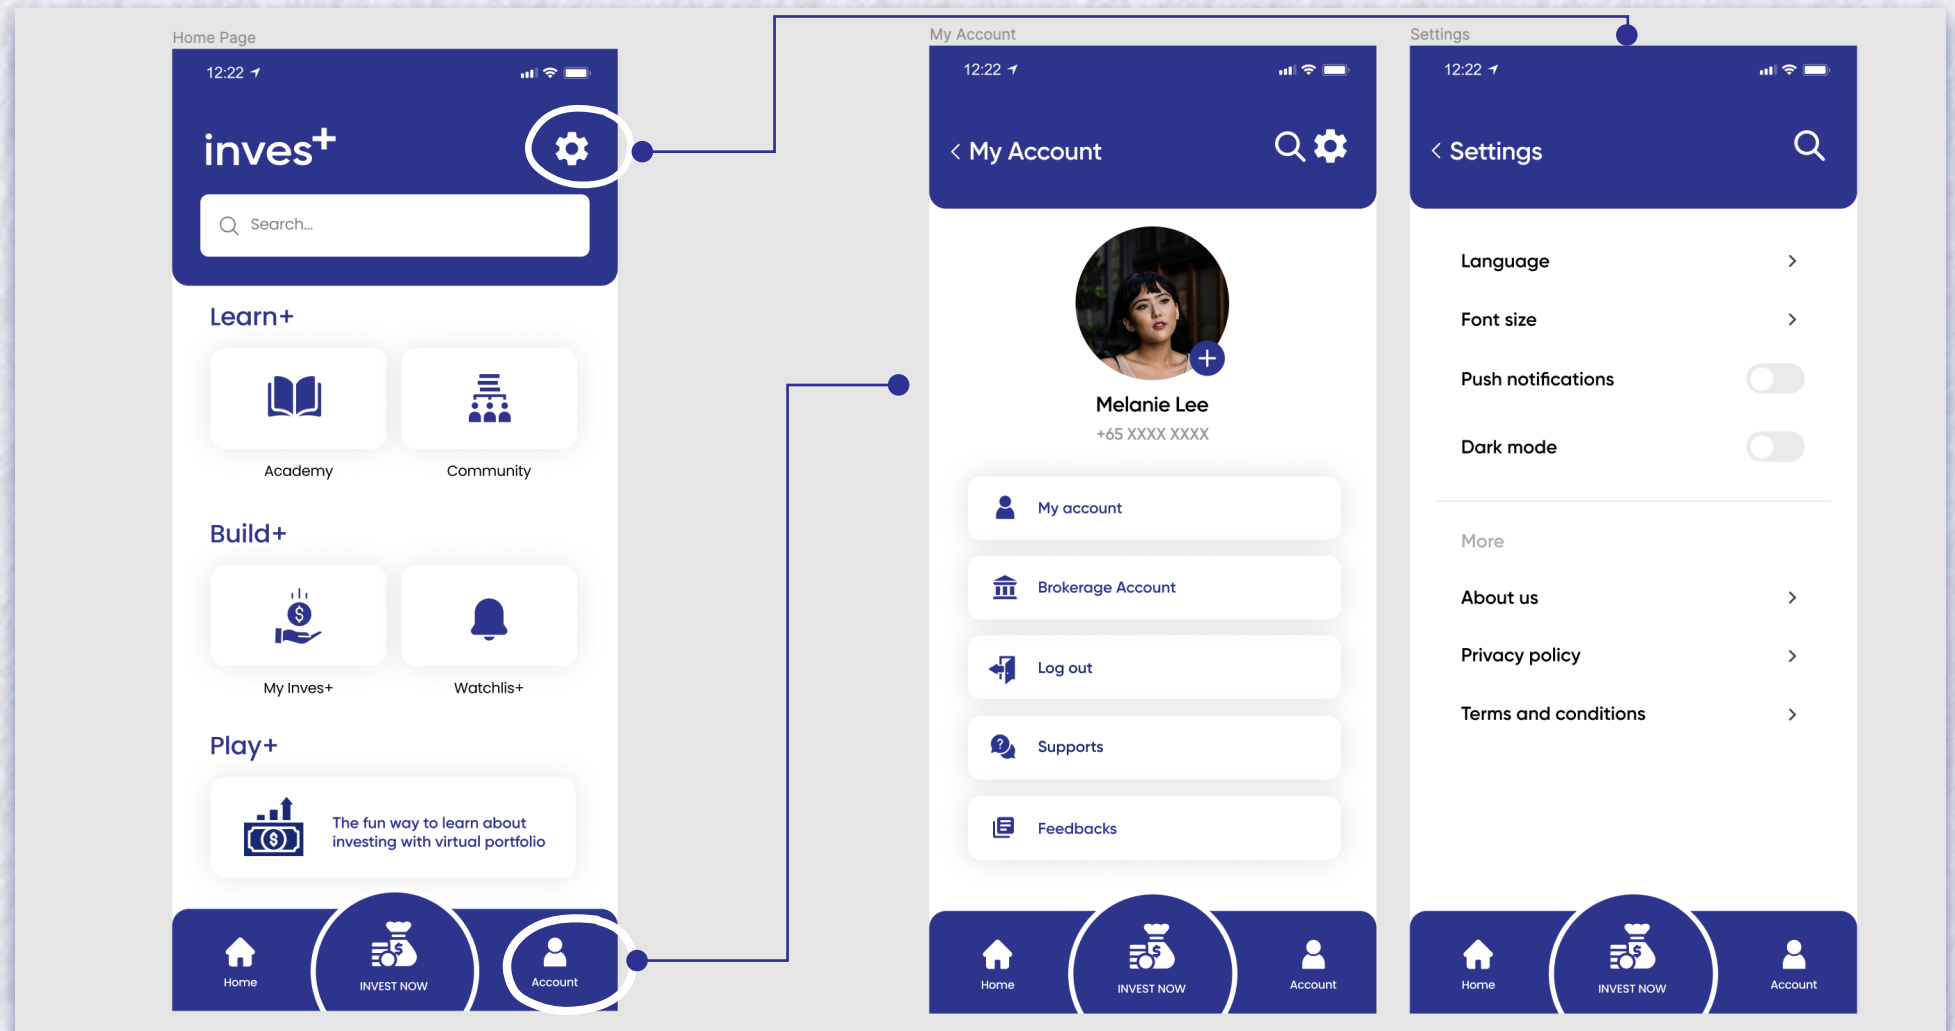 Home Page
12:22
inves+
Search...
Learn+
Academy
Community
Build+
My Inves+
Watchlis+
Play+
The fun way to learn about
investing with virtual portfolio
Home
INVEST NOW
Account
My Account
12:22
My Account
Melanie Lee
+65 XXXX XXXX
My account
Brokerage Account
Log out
Supports
Feedbacks
Home
INVEST NOW
Account
Settings
12:22
Settings
Language
Font size
Push notifications
Dark mode
More
About us
Privacy policy
Terms and conditions
Home
INVEST NOW
Account